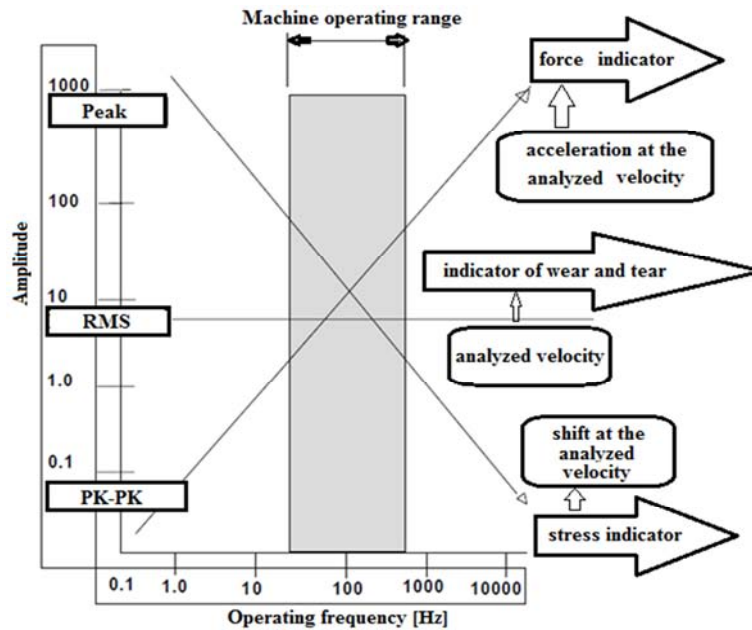 Machine operating range
force indicator
1000
Peak
acceleration at the
analyzed velocity
100
Amplitude
indicator of wear and tear
10
RMS
analyzed velocity
1.0
shift at the
analyzed
velocity
0.1
PK-PK
stress indicator
0.1
1.0
10
100
1000
10000
Operating frequency [Hz]